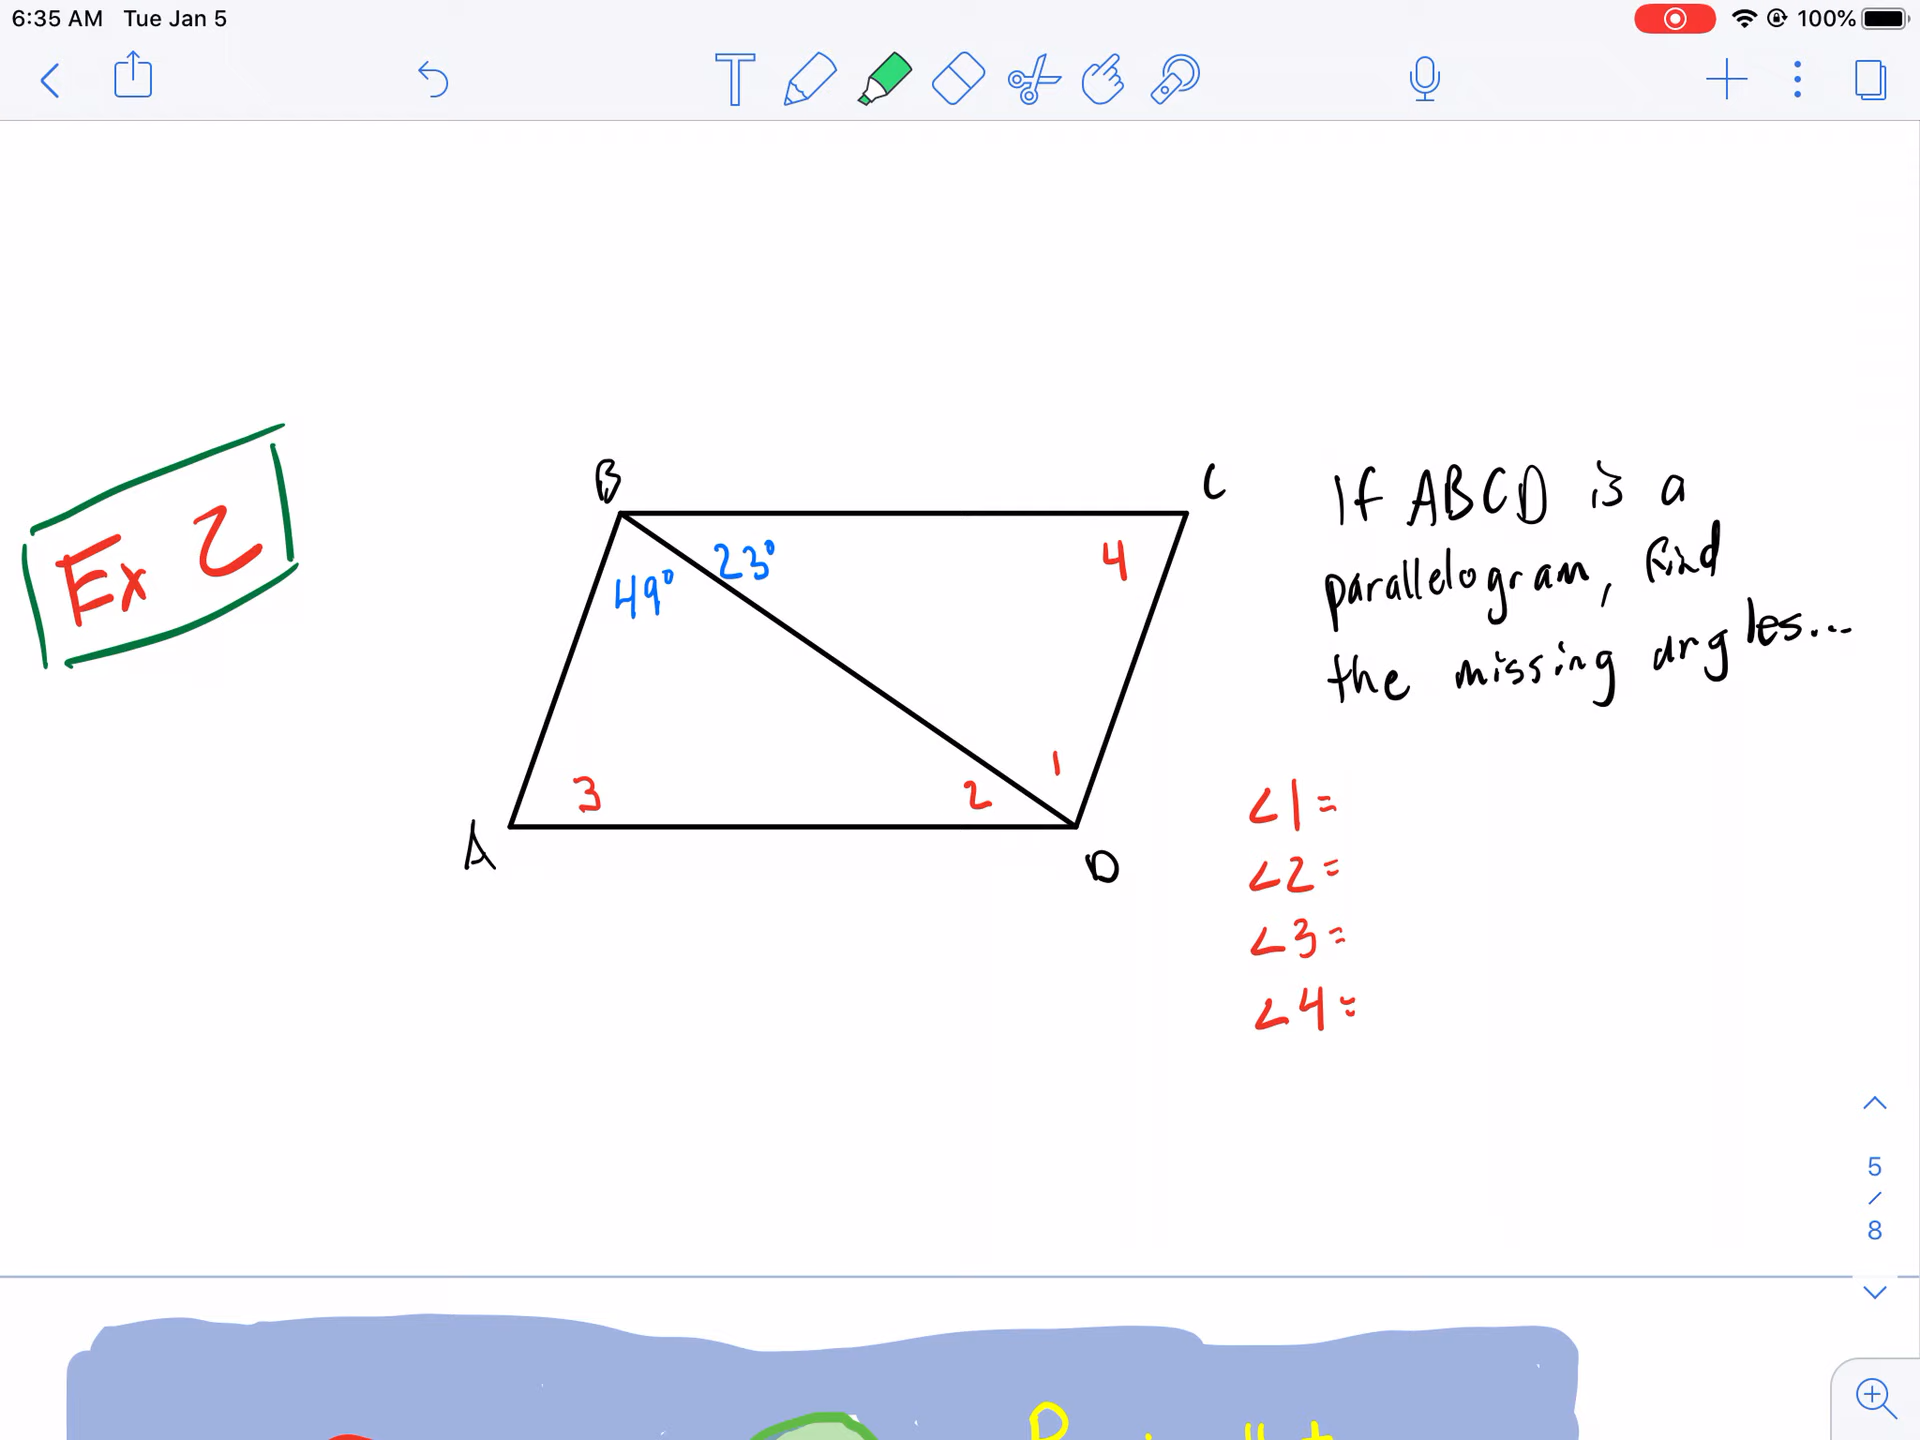 6:35 AM Tue Jan 5
100%
T
Ex 2
B
C
23°
49°
4
1
3
2
A
D
If ABCD is a
parallelogram, find
the missing angles...
<1=
<2=
<3=
<4=
5
/
8